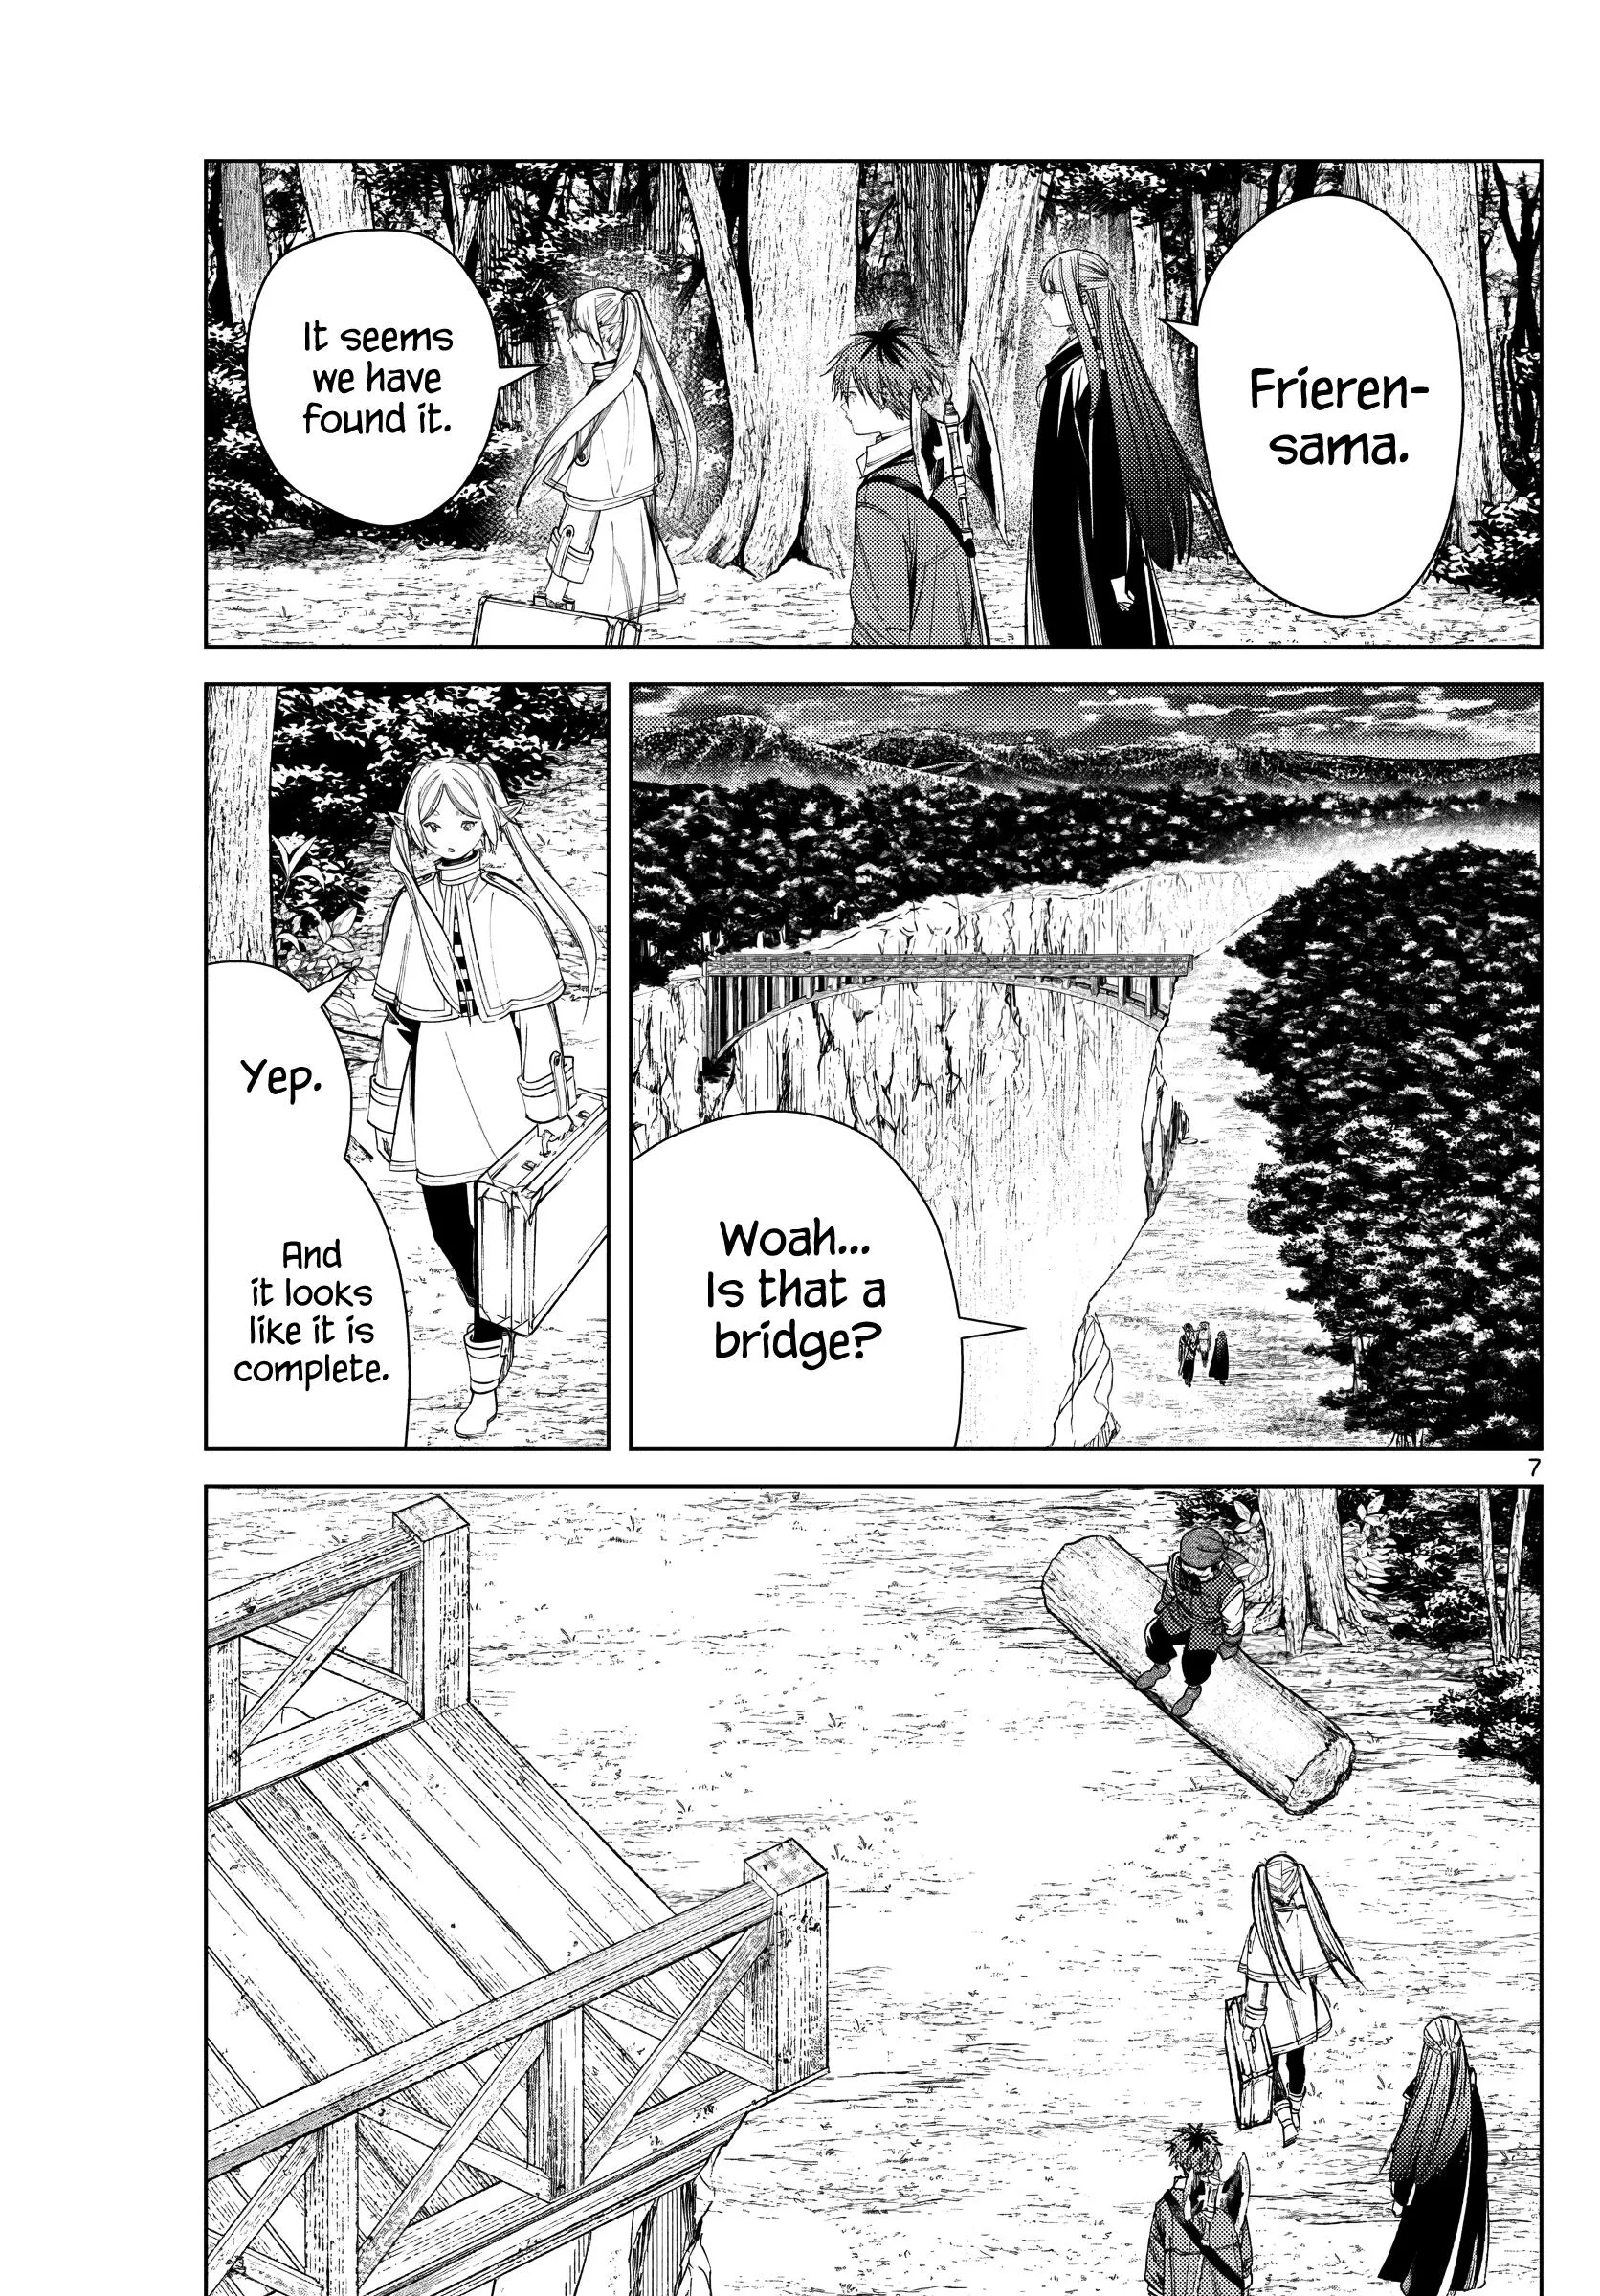 Frieren-
sama.
It seems
we have
found it.
Woah...
Is that a
bridge?
Yep.
And
it looks
like it is
complete.
7